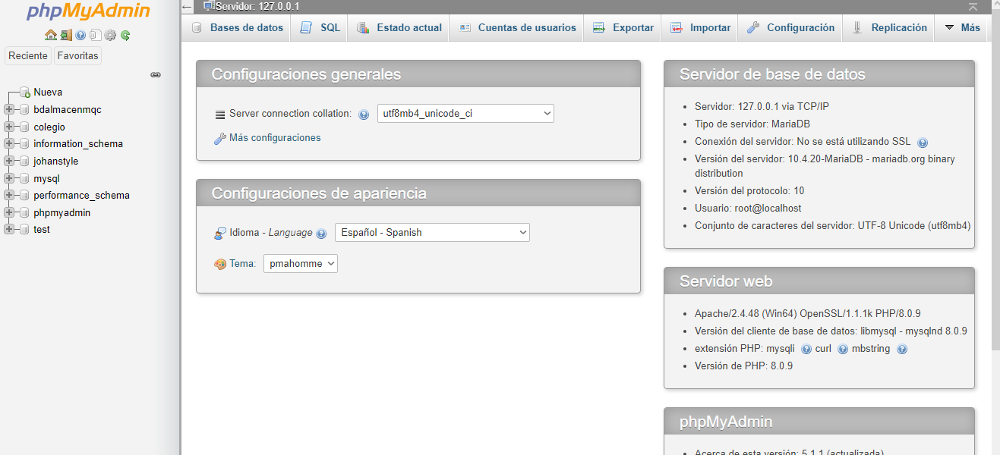 phpMyAdmin
Reciente Favoritas
Nueva
bdalmacenmqc
colegio
information_schema
johanstyle
mysql
performance_schema
phpmyadmin
test
Servidor: 127.0.0.1
Bases de datos SQL Estado actual Cuentas de usuarios Exportar Importar Configuración Replicación Más
Configuraciones generales
Server connection collation: utf8mb4_unicode_ci
Más configuraciones
Configuraciones de apariencia
Idioma - Language Español - Spanish
Tema: pmahomme
Servidor de base de datos
• Servidor: 127.0.0.1 via TCP/IP
• Tipo de servidor: MariaDB
• Conexión del servidor: No se está utilizando SSL
• Versión del servidor: 10.4.20-MariaDB - mariadb.org binary
distribution
• Versión del protocolo: 10
• Usuario: root@localhost
• Conjunto de caracteres del servidor: UTF-8 Unicode (utf8mb4)
Servidor web
• Apache/2.4.48 (Win64) OpenSSL/1.1.1k PHP/8.0.9
• Versión del cliente de base de datos: libmysql - mysqlnd 8.0.9
• extensión PHP: mysqli curl mbstring
• Versión de PHP: 8.0.9
phpMyAdmin
• Acerca de esta versión: 5.1.1 (actualizada)